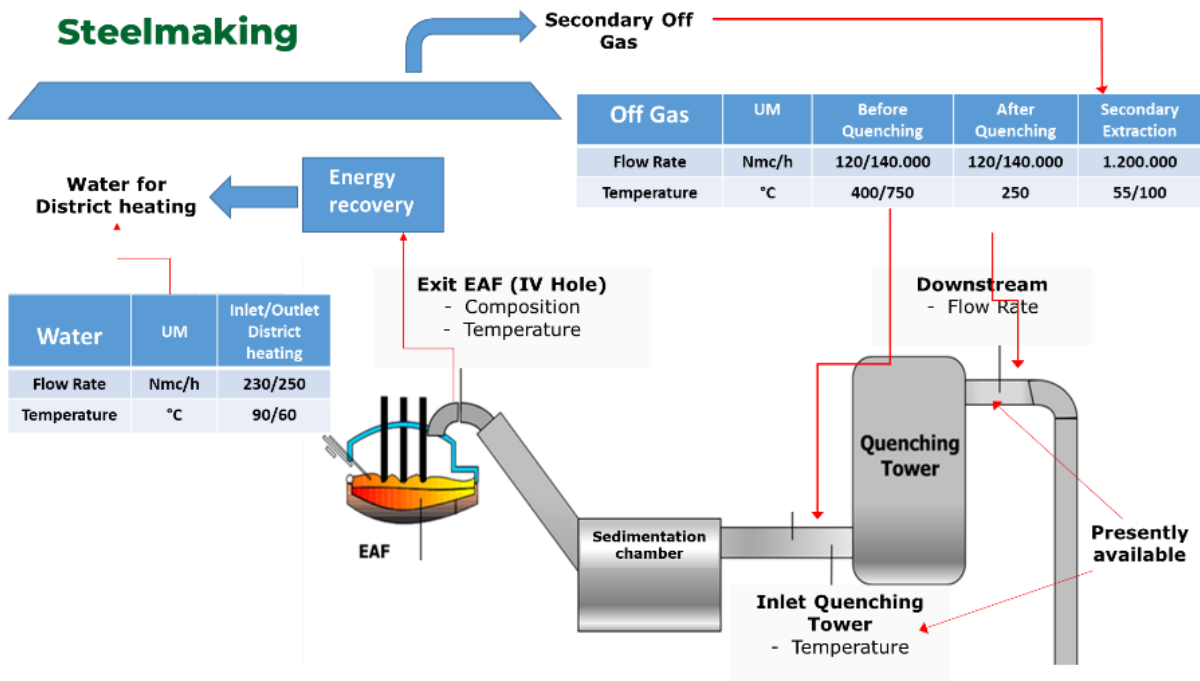 Steelmaking
Secondary Off
Gas
Off Gas UM Before Quenching After Quenching Secondary Extraction
Flow Rate Nmc/h 120/140.000 120/140.000 1.200.000
Temperature °C 400/750 250 55/100
Water for
District heating
Energy
recovery
Exit EAF (IV Hole)
- Composition
- Temperature
Downstream
- Flow Rate
Water UM Inlet/Outlet District heating
Flow Rate Nmc/h 230/250
Temperature °C 90/60
Quenching
Tower
EAF
Sedimentation
chamber
Presently
available
Inlet Quenching
Tower
- Temperature